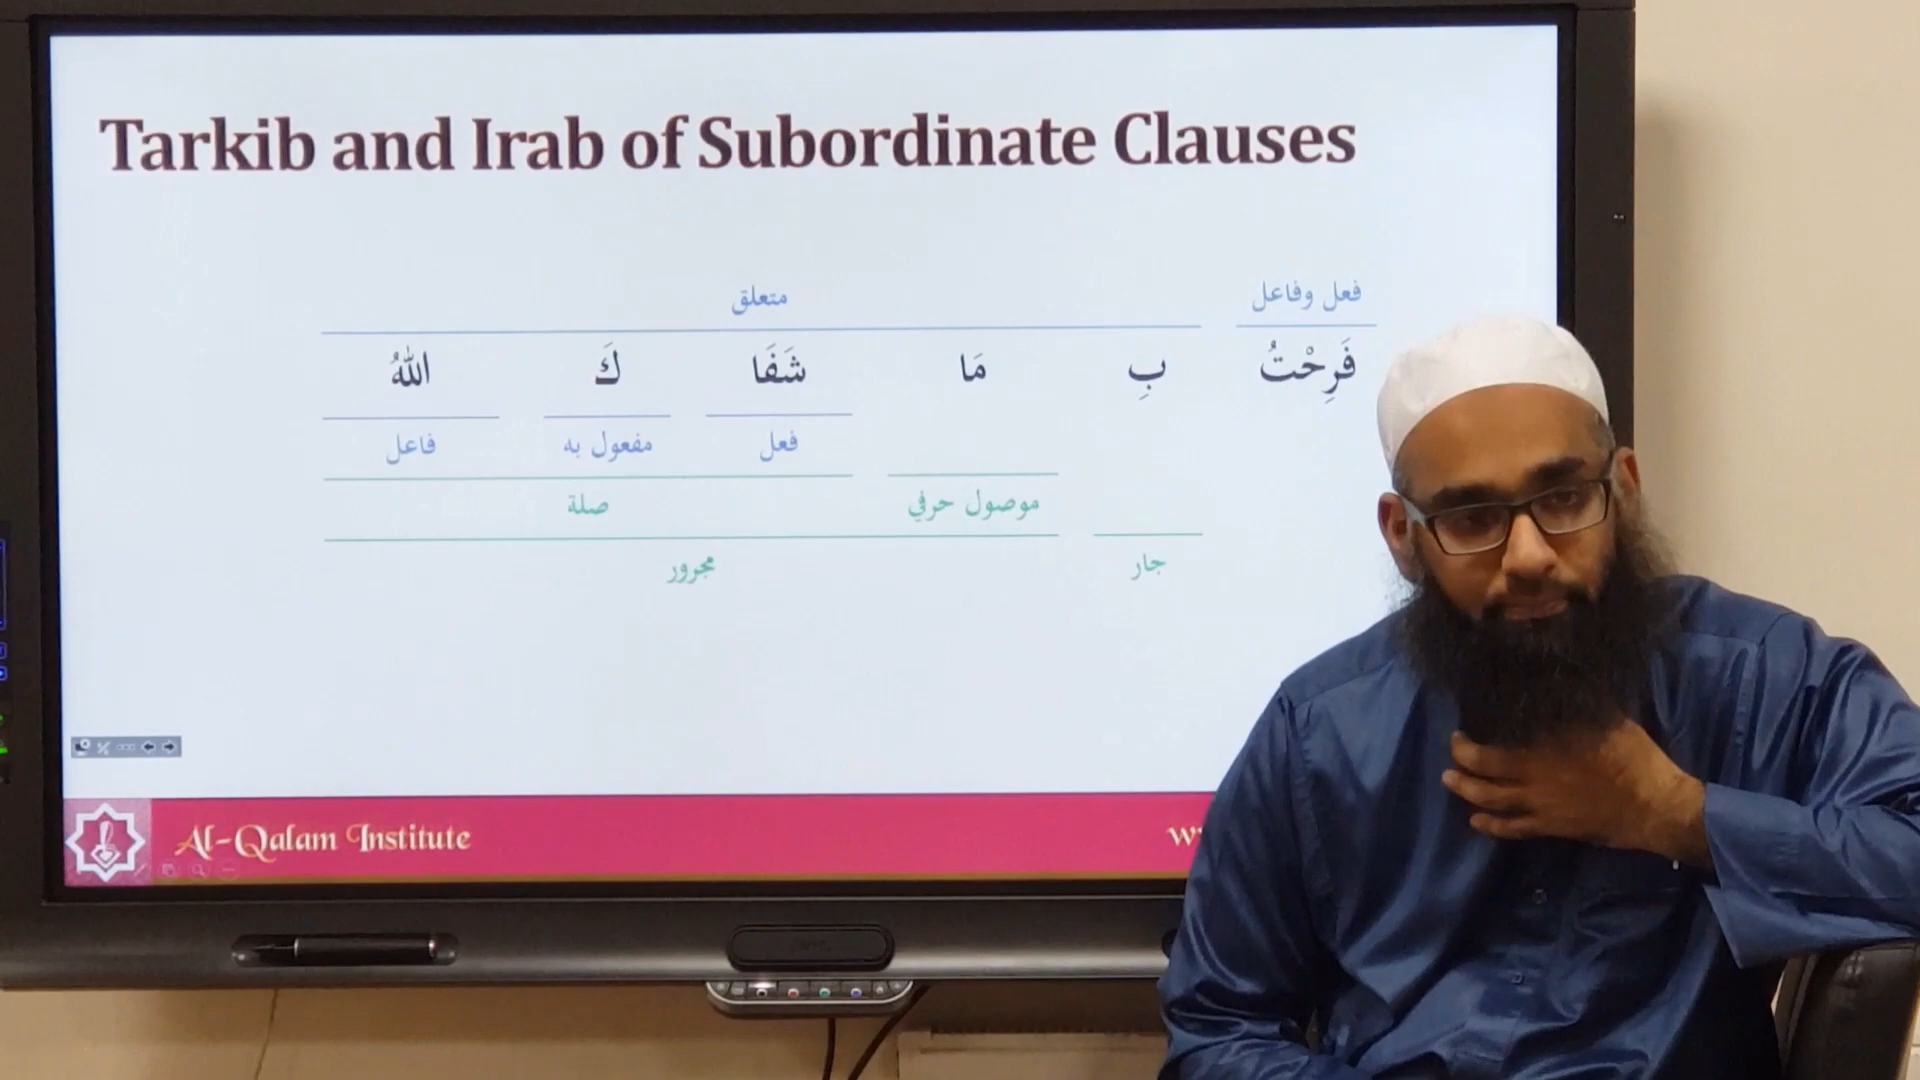 Tarkib and Irab of Subordinate Clauses
فعل وفاعل متعلق
فَرِحْتُ بِ مَا شَفَا كَ اللهُ
فعل مفعول به فاعل
موصول حرفي صلة
جار مجرور
Al-Qalam Institute